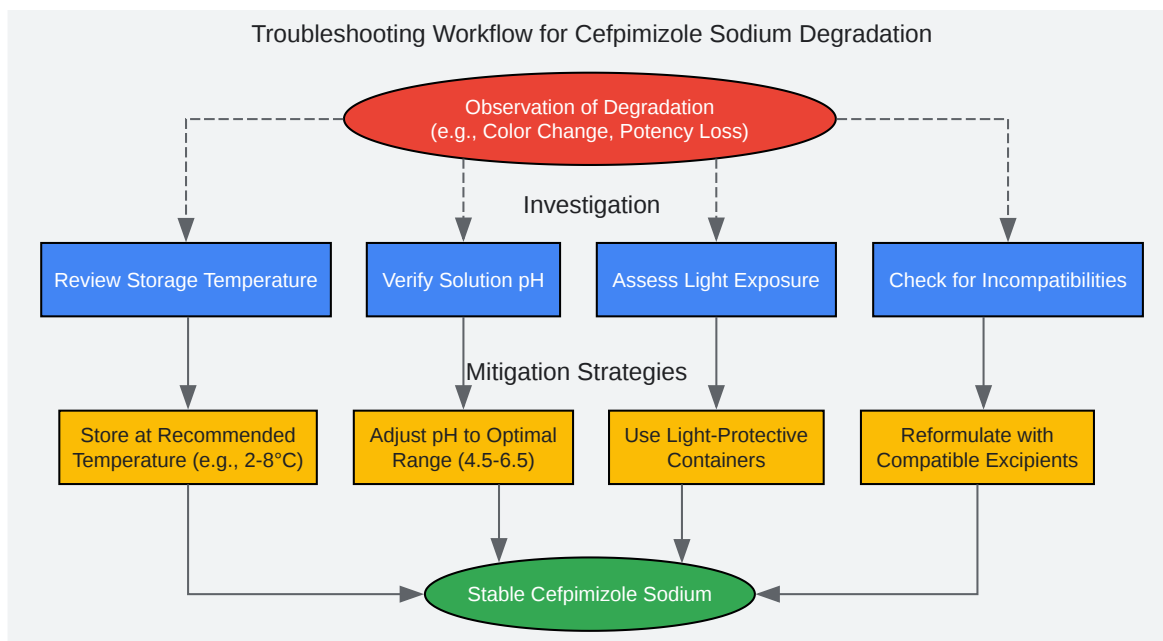 Troubleshooting Workflow for Cefpimizole Sodium Degradation
Observation of Degradation
(e.g., Color Change, Potency Loss)
Investigation
Review Storage Temperature
Verify Solution pH
Assess Light Exposure
Check for Incompatibilities
Mitigation Strategies
Store at Recommended
Temperature (e.g., 2-8°C)
Adjust pH to Optimal
Range (4.5-6.5)
Use Light-Protective
Containers
Reformulate with
Compatible Excipients
Stable Cefpimizole Sodium